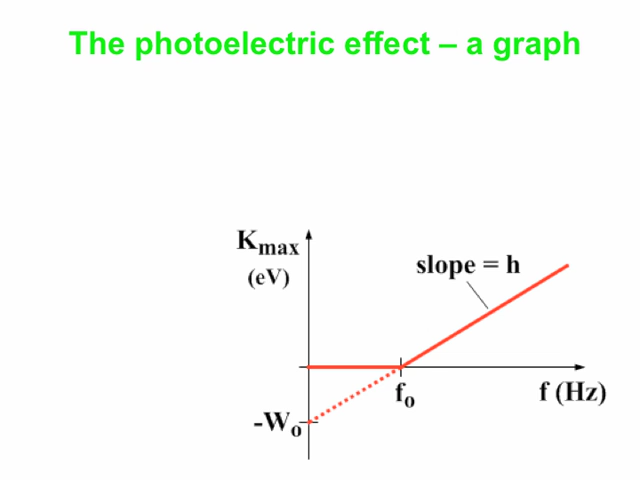 The photoelectric effect – a graph
Kmax
(eV)
slope = h
fo
f (Hz)
-Wo